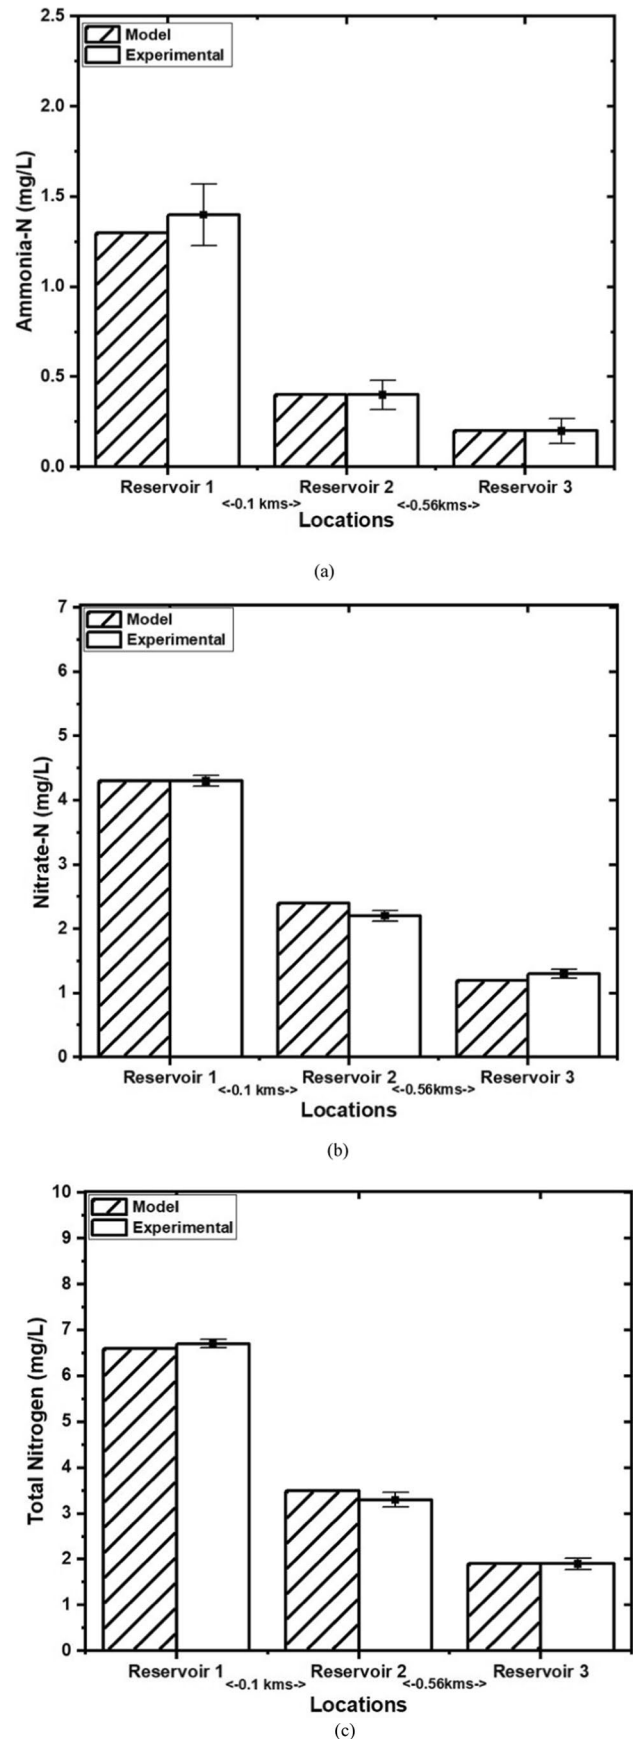 2.5
Model
Experimental
2.0
1.5
1.0
0.5
0.0
Ammonia-N (mg/L)
Reservoir 1 Reservoir 2 Reservoir 3
<-0.1 kms-> <-0.56kms->
Locations
(a)
7
Model
Experimental
6
5
4
3
2
1
0
Nitrate-N (mg/L)
Reservoir 1 Reservoir 2 Reservoir 3
<-0.1 kms-> <-0.56kms->
Locations
(b)
10
Model
Experimental
9
8
7
6
5
4
3
2
1
0
Total Nitrogen (mg/L)
Reservoir 1 Reservoir 2 Reservoir 3
<-0.1 kms-> <-0.56kms->
Locations
(c)